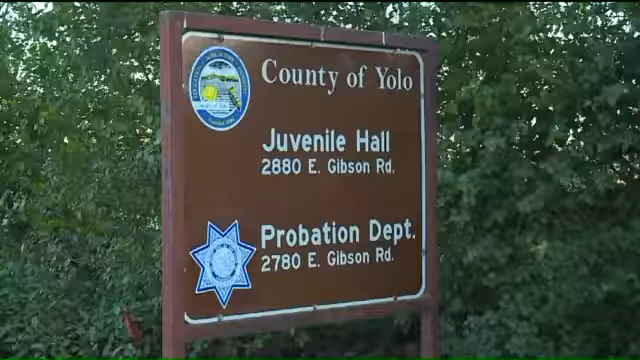 County of Yolo
Juvenile Hall
2880 E. Gibson Rd.
Probation Dept.
2780 E. Gibson Rd.